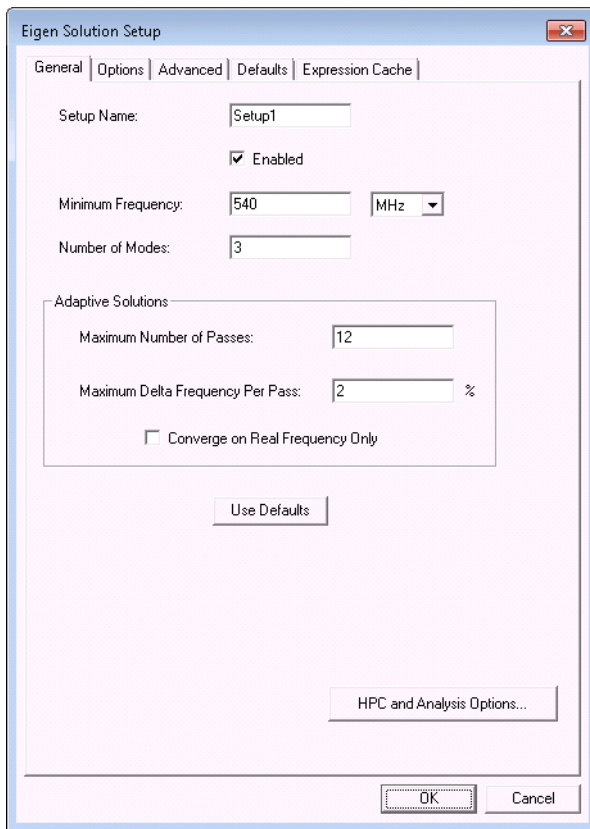 Eigen Solution Setup
General Options Advanced Defaults Expression Cache
Setup Name: Setup1
Enabled
Minimum Frequency: 540 MHz
Number of Modes: 3
Adaptive Solutions
Maximum Number of Passes: 12
Maximum Delta Frequency Per Pass: 2 %
Converge on Real Frequency Only
Use Defaults
HPC and Analysis Options...
OK Cancel